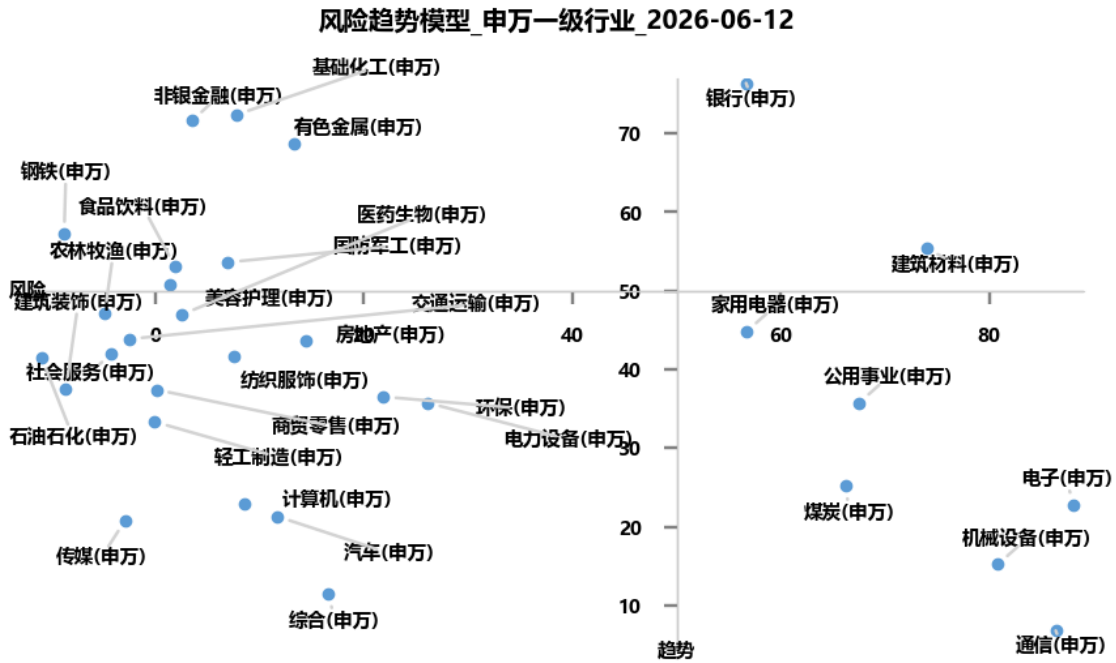 风险趋势模型_申万一级行业_2026-06-12
基础化工(申万)
非银金融(申万)
银行(申万)
有色金属(申万)
70
钢铁(申万)
食品饮料(申万)
60
医药生物(申万)
国防军工(申万)
农林牧渔(申万)
建筑材料(申万)
风险
50
建筑装饰(申万)
美容护理(申万)
交通运输(申万)
家用电器(申万)
0
20
房地产(申万)
40
60
80
社会服务(申万)
纺织服饰(申万)
40
公用事业(申万)
石油石化(申万)
商贸零售(申万)
环保(申万)
电力设备(申万)
30
轻工制造(申万)
电子(申万)
计算机(申万)
煤炭(申万)
20
机械设备(申万)
传媒(申万)
汽车(申万)
10
综合(申万)
通信(申万)
趋势